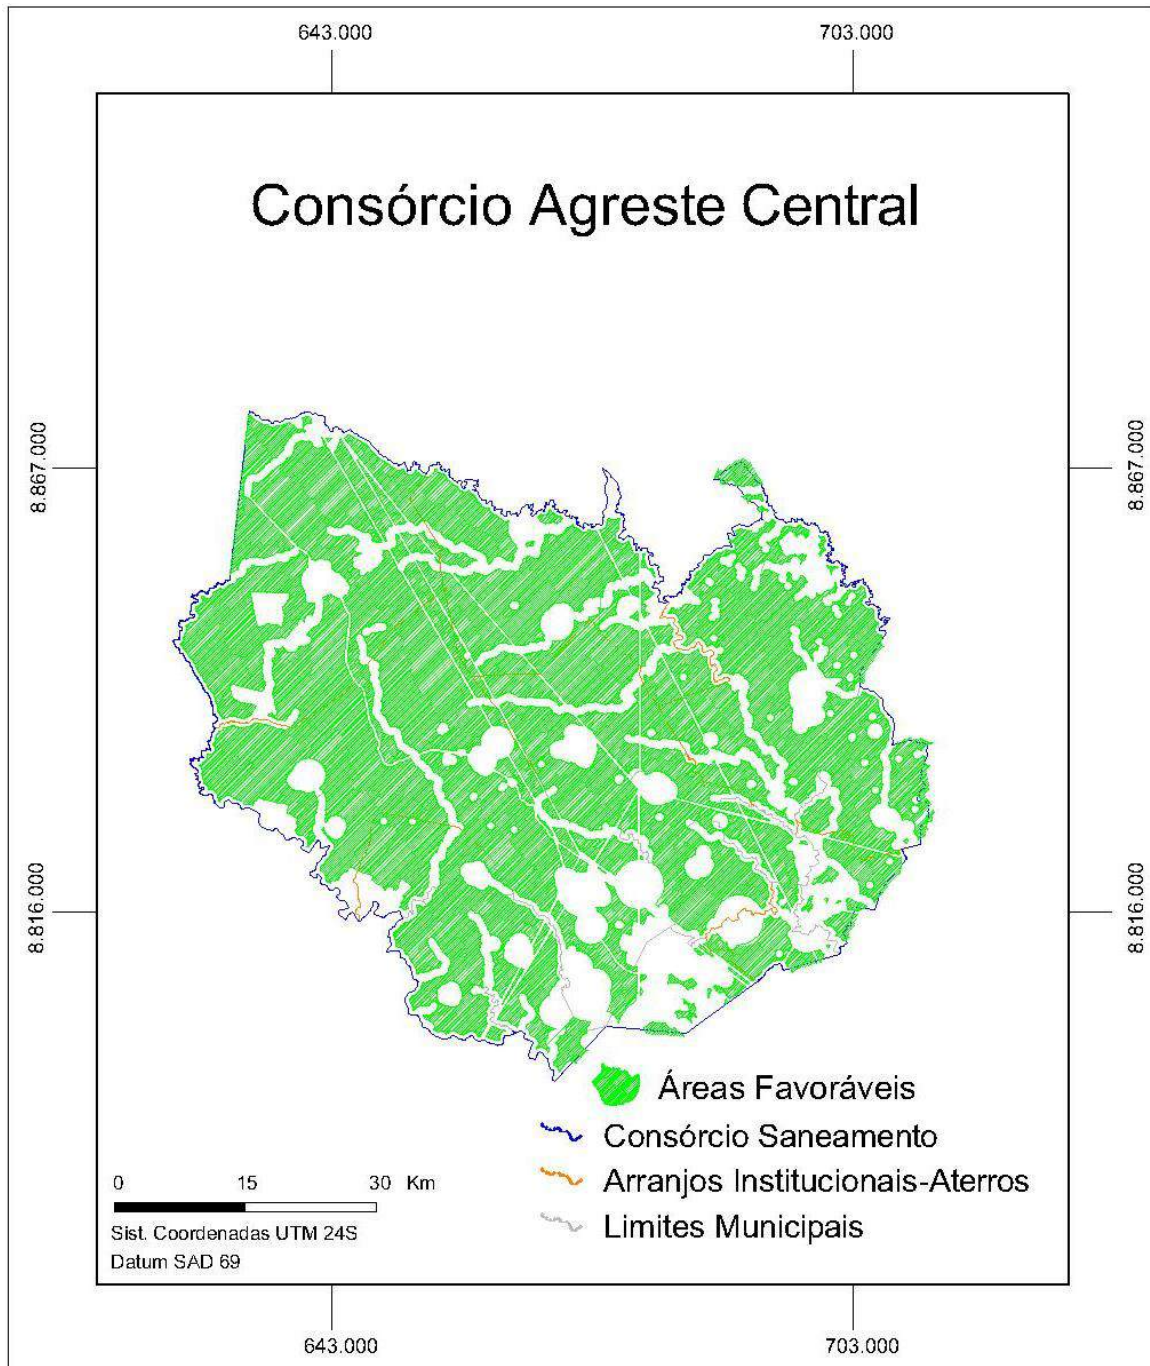 643.000 703.000
Consórcio Agreste Central
8.867.000 8.867.000
8.816.000 8.816.000
Áreas Favoráveis
Consórcio Saneamento
Arranjos Institucionais-Aterros
Limites Municipais
0 15 30 Km
Sist. Coordenadas UTM 24S
Datum SAD 69
643.000 703.000